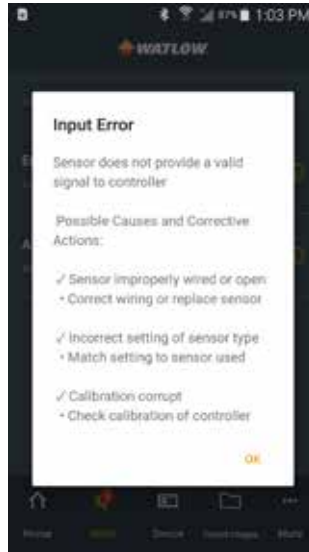 1:03 PM
WATLOW
Input Error
Sensor does not provide a valid
signal to controller
Possible Causes and Corrective
Actions:
✓ Sensor improperly wired or open
• Correct wiring or replace sensor
✓ Incorrect setting of sensor type
• Match setting to sensor used
✓ Calibration corrupt
• Check calibration of controller
OK
Home Device More